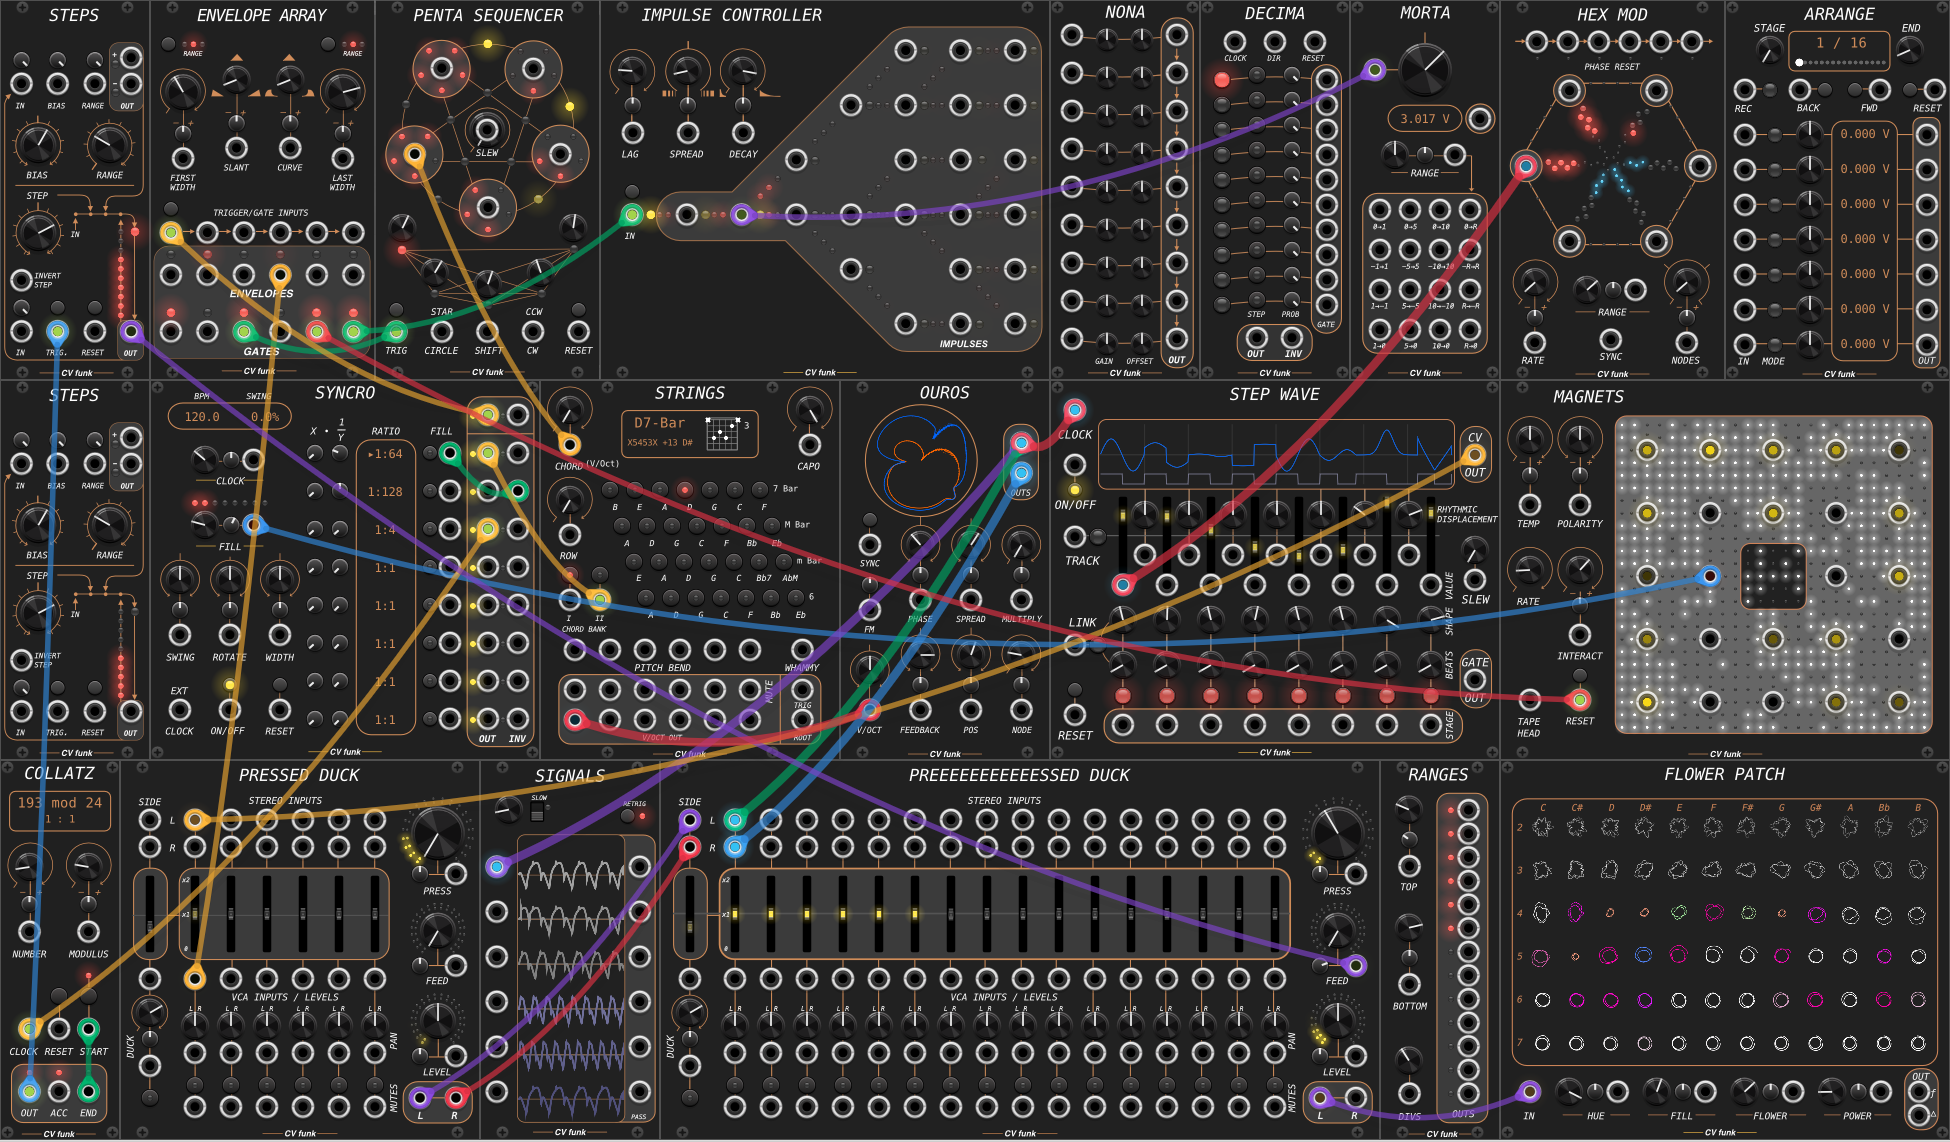 STEPS
IN BIAS RANGE OUT
BIAS RANGE
STEP
IN
INVERT
STEP
IN TRIG. RESET OUT
CV funk
ENVELOPE ARRAY
RANGE RANGE
FIRST
WIDTH
SLANT CURVE
LAST
WIDTH
TRIGGER/GATE INPUTS
ENVELOPES
GATES
CV funk
PENTA SEQUENCER
SLEW
STAR CCW
TRIG CIRCLE SHIFT CW RESET
IMPULSE CONTROLLER
LAG SPREAD DECAY
IN
IMPULSES
CV funk
NONA
GAIN OFFSET OUT
CV funk
DECIMA
CLOCK DIR RESET
STEP PROB GATE
OUT INV
MORTA
3.017 V
RANGE
0→1 0→5 0→10 0→R
-1→1 -5→5 -10→10 -R→R
1→-1 5→-5 10→-10 R→-R
1→0 5→0 10→0 R→0
HEX MOD
PHASE RESET
RANGE
RATE SYNC NODES
CV funk
ARRANGE
STAGE END
1 / 16
REC BACK FWD RESET
0.000 V
0.000 V
0.000 V
0.000 V
0.000 V
0.000 V
0.000 V
IN MODE OUT
CV funk
STEPS
IN BIAS RANGE OUT
BIAS RANGE
STEP
IN
INVERT
STEP
IN TRIG. RESET OUT
CV funk
SYNCRO
BPM SWING
120.0 0.0%
X • 1/Y RATIO FILL
CLOCK
FILL
▸1:64
1:128
1:4
1:1
1:1
1:1
1:1
1:1
SWING ROTATE WIDTH
EXT
CLOCK ON/OFF RESET
OUT INV
CV funk
STRINGS
D7-Bar
X5453X +13 D#
3
CHORD (V/Oct) CAPO
7 Bar
B E A D G C F
M Bar
A D G C F Bb Eb
ROW
m Bar
E A D G C Bb7 AbM
6
A D G C F Bb Eb
I II
CHORD BANK
PITCH BEND WHAMMY
MUTE
TRIG
V/OCT OUT ROOT
OUROS
OUTS
SYNC
PHASE SPREAD MULTIPLY
FM
V/OCT FEEDBACK POS NODE
CV funk
STEP WAVE
CLOCK
ON/OFF
TRACK
LINK
RESET
CV
OUT
RHYTHMIC
DISPLACEMENT
SLEW
VALUE
SHAPE
BEATS
GATE
OUT
STAGE
CV funk
MAGNETS
TEMP POLARITY
RATE
INTERACT
TAPE
HEAD
RESET
CV funk
COLLATZ
193 mod 24
1 : 1
NUMBER MODULUS
CLOCK RESET START
OUT ACC END
CV funk
PRESSED DUCK
SIDE STEREO INPUTS
L
R
x2
x1
0
PRESS
FEED
VCA INPUTS / LEVELS
L R L R L R L R L R L R
DUCK PAN
LEVEL
MUTES
L R
CV funk
SIGNALS
SLOW RETRIG
PASS
CV funk
PREEEEEEEEEEESSED DUCK
SIDE STEREO INPUTS
L
R
x2
x1
0
PRESS
FEED
VCA INPUTS / LEVELS
L R L R L R L R L R L R L R L R L R L R L R L R L R L R L R L R
DUCK PAN
LEVEL
MUTES
L R
CV funk
RANGES
TOP
BOTTOM
DIVS OUTS
CV funk
FLOWER PATCH
C C# D D# E F F# G G# A Bb B
2
3
4
5
6
7
IN HUE FILL FLOWER POWER
OUT
CV funk